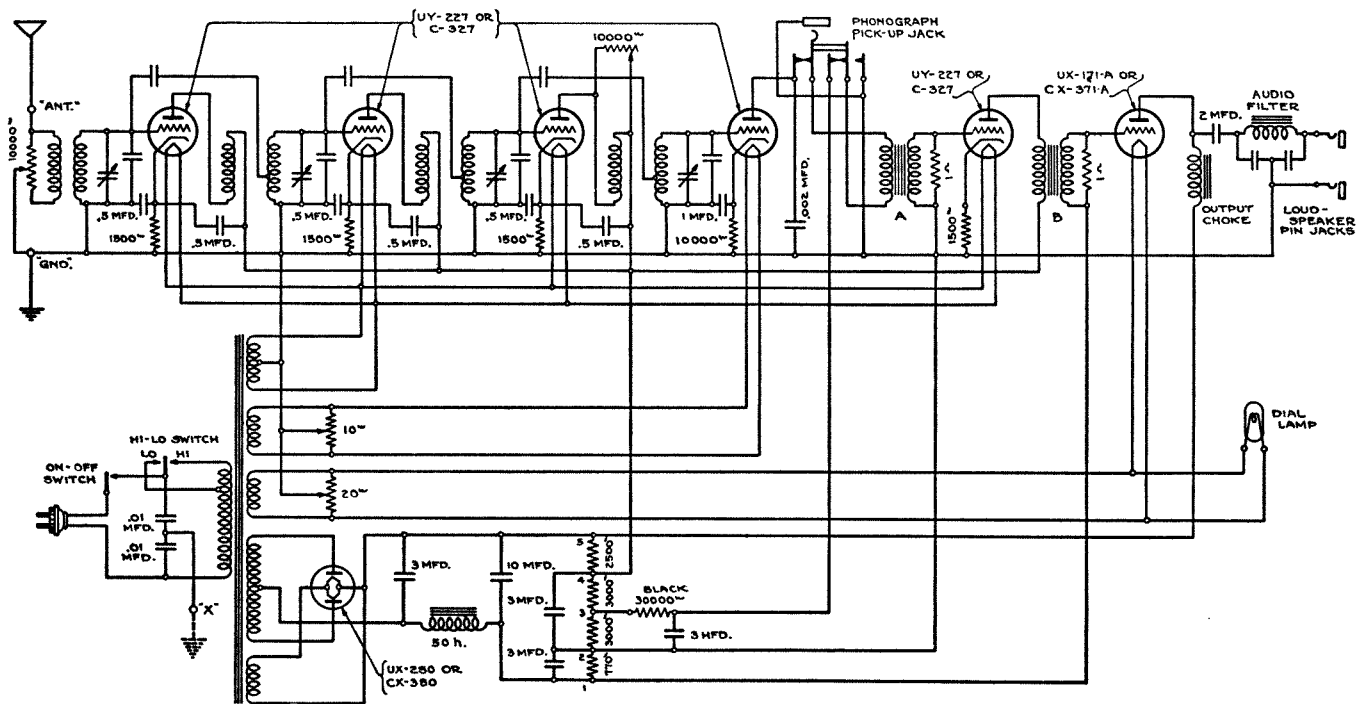 UY-227 OR
C-327
10000~
PHONOGRAPH
PICK-UP JACK
UY-227 OR
C-327
UX-171-A OR
CX-371-A
AUDIO
FILTER
2 MFD.
"ANT."
1000~
.002 MFD.
A
B
OUTPUT
CHOKE
LOUD-
SPEAKER
PIN JACKS
.5 MFD.
1500~
.5 MFD.
.5 MFD.
1500~
.5 MFD.
.5 MFD.
1500~
.5 MFD.
1 MFD.
10000~
1500~
"GND".
10~
DIAL
LAMP
HI-LO SWITCH
LO HI
ON-OFF
SWITCH
20~
.01
MFD.
.01
MFD.
"X"
3 MFD.
10 MFD.
3 MFD.
3 MFD.
5
2500~
4
3000~
3
3000~
2
770~
1
BLACK
30000~
3 MFD.
50 h.
UX-280 OR
CX-380